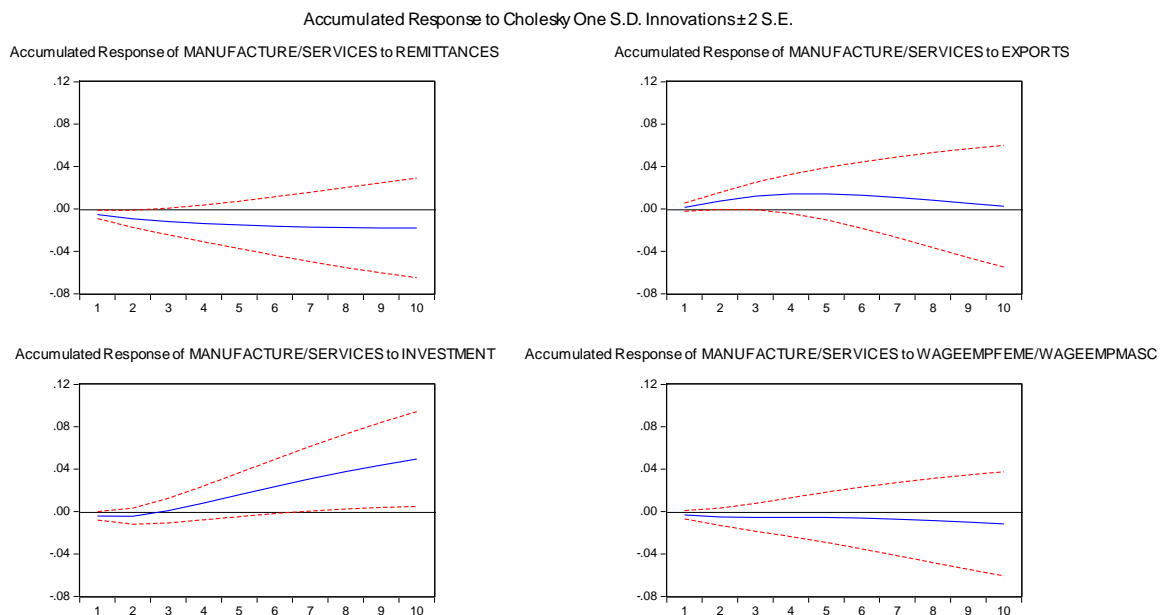 Accumulated Response to Cholesky One S.D. Innovations ± 2 S.E.
Accumulated Response of MANUFACTURE/SERVICES to REMITTANCES
.12
.08
.04
.00
-.04
-.08
1 2 3 4 5 6 7 8 9 10
Accumulated Response of MANUFACTURE/SERVICES to EXPORTS
.12
.08
.04
.00
-.04
-.08
1 2 3 4 5 6 7 8 9 10
Accumulated Response of MANUFACTURE/SERVICES to INVESTMENT
.12
.08
.04
.00
-.04
-.08
1 2 3 4 5 6 7 8 9 10
Accumulated Response of MANUFACTURE/SERVICES to WAGEEMPFEME/WAGEEMPMASC
.12
.08
.04
.00
-.04
-.08
1 2 3 4 5 6 7 8 9 10